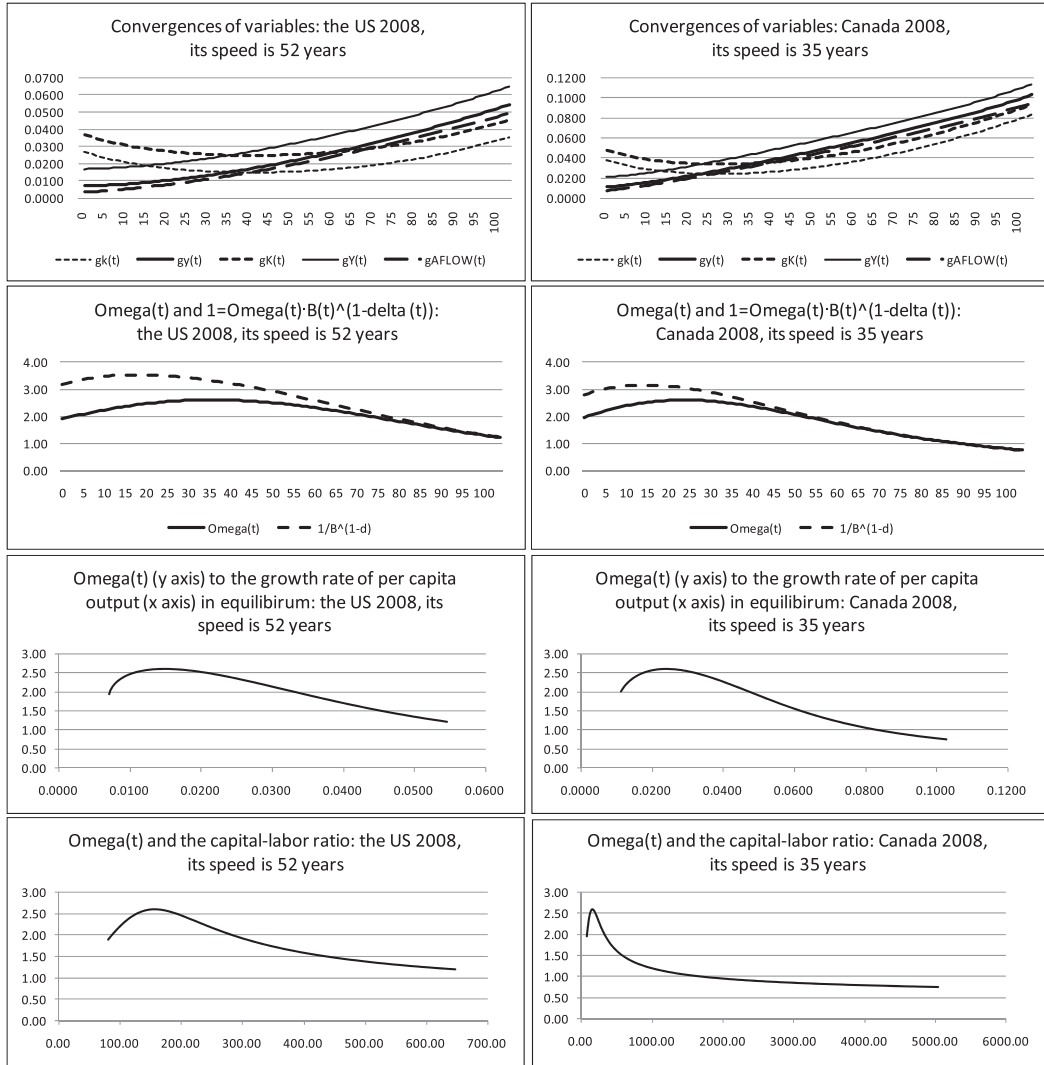 Convergences of variables: the US 2008,
its speed is 52 years
0.0700
0.0600
0.0500
0.0400
0.0300
0.0200
0.0100
0.0000
0 5 10 15 20 25 30 35 40 45 50 55 60 65 70 75 80 85 90 95 100
gk(t) gy(t) gK(t) gY(t) gAFLOW(t)
Convergences of variables: Canada 2008,
its speed is 35 years
0.1200
0.1000
0.0800
0.0600
0.0400
0.0200
0.0000
0 5 10 15 20 25 30 35 40 45 50 55 60 65 70 75 80 85 90 95 100
gk(t) gy(t) gK(t) gY(t) gAFLOW(t)
Omega(t) and 1=Omega(t)·B(t)^(1-delta (t)):
the US 2008, its speed is 52 years
4.00
3.00
2.00
1.00
0.00
0 5 10 15 20 25 30 35 40 45 50 55 60 65 70 75 80 85 90 95 100
Omega(t) 1/B^(1-d)
Omega(t) and 1=Omega(t)·B(t)^(1-delta (t)):
Canada 2008, its speed is 35 years
4.00
3.00
2.00
1.00
0.00
0 5 10 15 20 25 30 35 40 45 50 55 60 65 70 75 80 85 90 95 100
Omega(t) 1/B^(1-d)
Omega(t) (y axis) to the growth rate of per capita
output (x axis) in equilibirum: the US 2008, its
speed is 52 years
3.00
2.50
2.00
1.50
1.00
0.50
0.00
0.0000 0.0100 0.0200 0.0300 0.0400 0.0500 0.0600
Omega(t) (y axis) to the growth rate of per capita
output (x axis) in equilibirum: Canada 2008,
its speed is 35 years
3.00
2.50
2.00
1.50
1.00
0.50
0.00
0.0000 0.0200 0.0400 0.0600 0.0800 0.1000 0.1200
Omega(t) and the capital-labor ratio: the US 2008,
its speed is 52 years
3.00
2.50
2.00
1.50
1.00
0.50
0.00
0.00 100.00 200.00 300.00 400.00 500.00 600.00 700.00
Omega(t) and the capital-labor ratio: Canada 2008,
its speed is 35 years
3.00
2.50
2.00
1.50
1.00
0.50
0.00
0.00 1000.00 2000.00 3000.00 4000.00 5000.00 6000.00